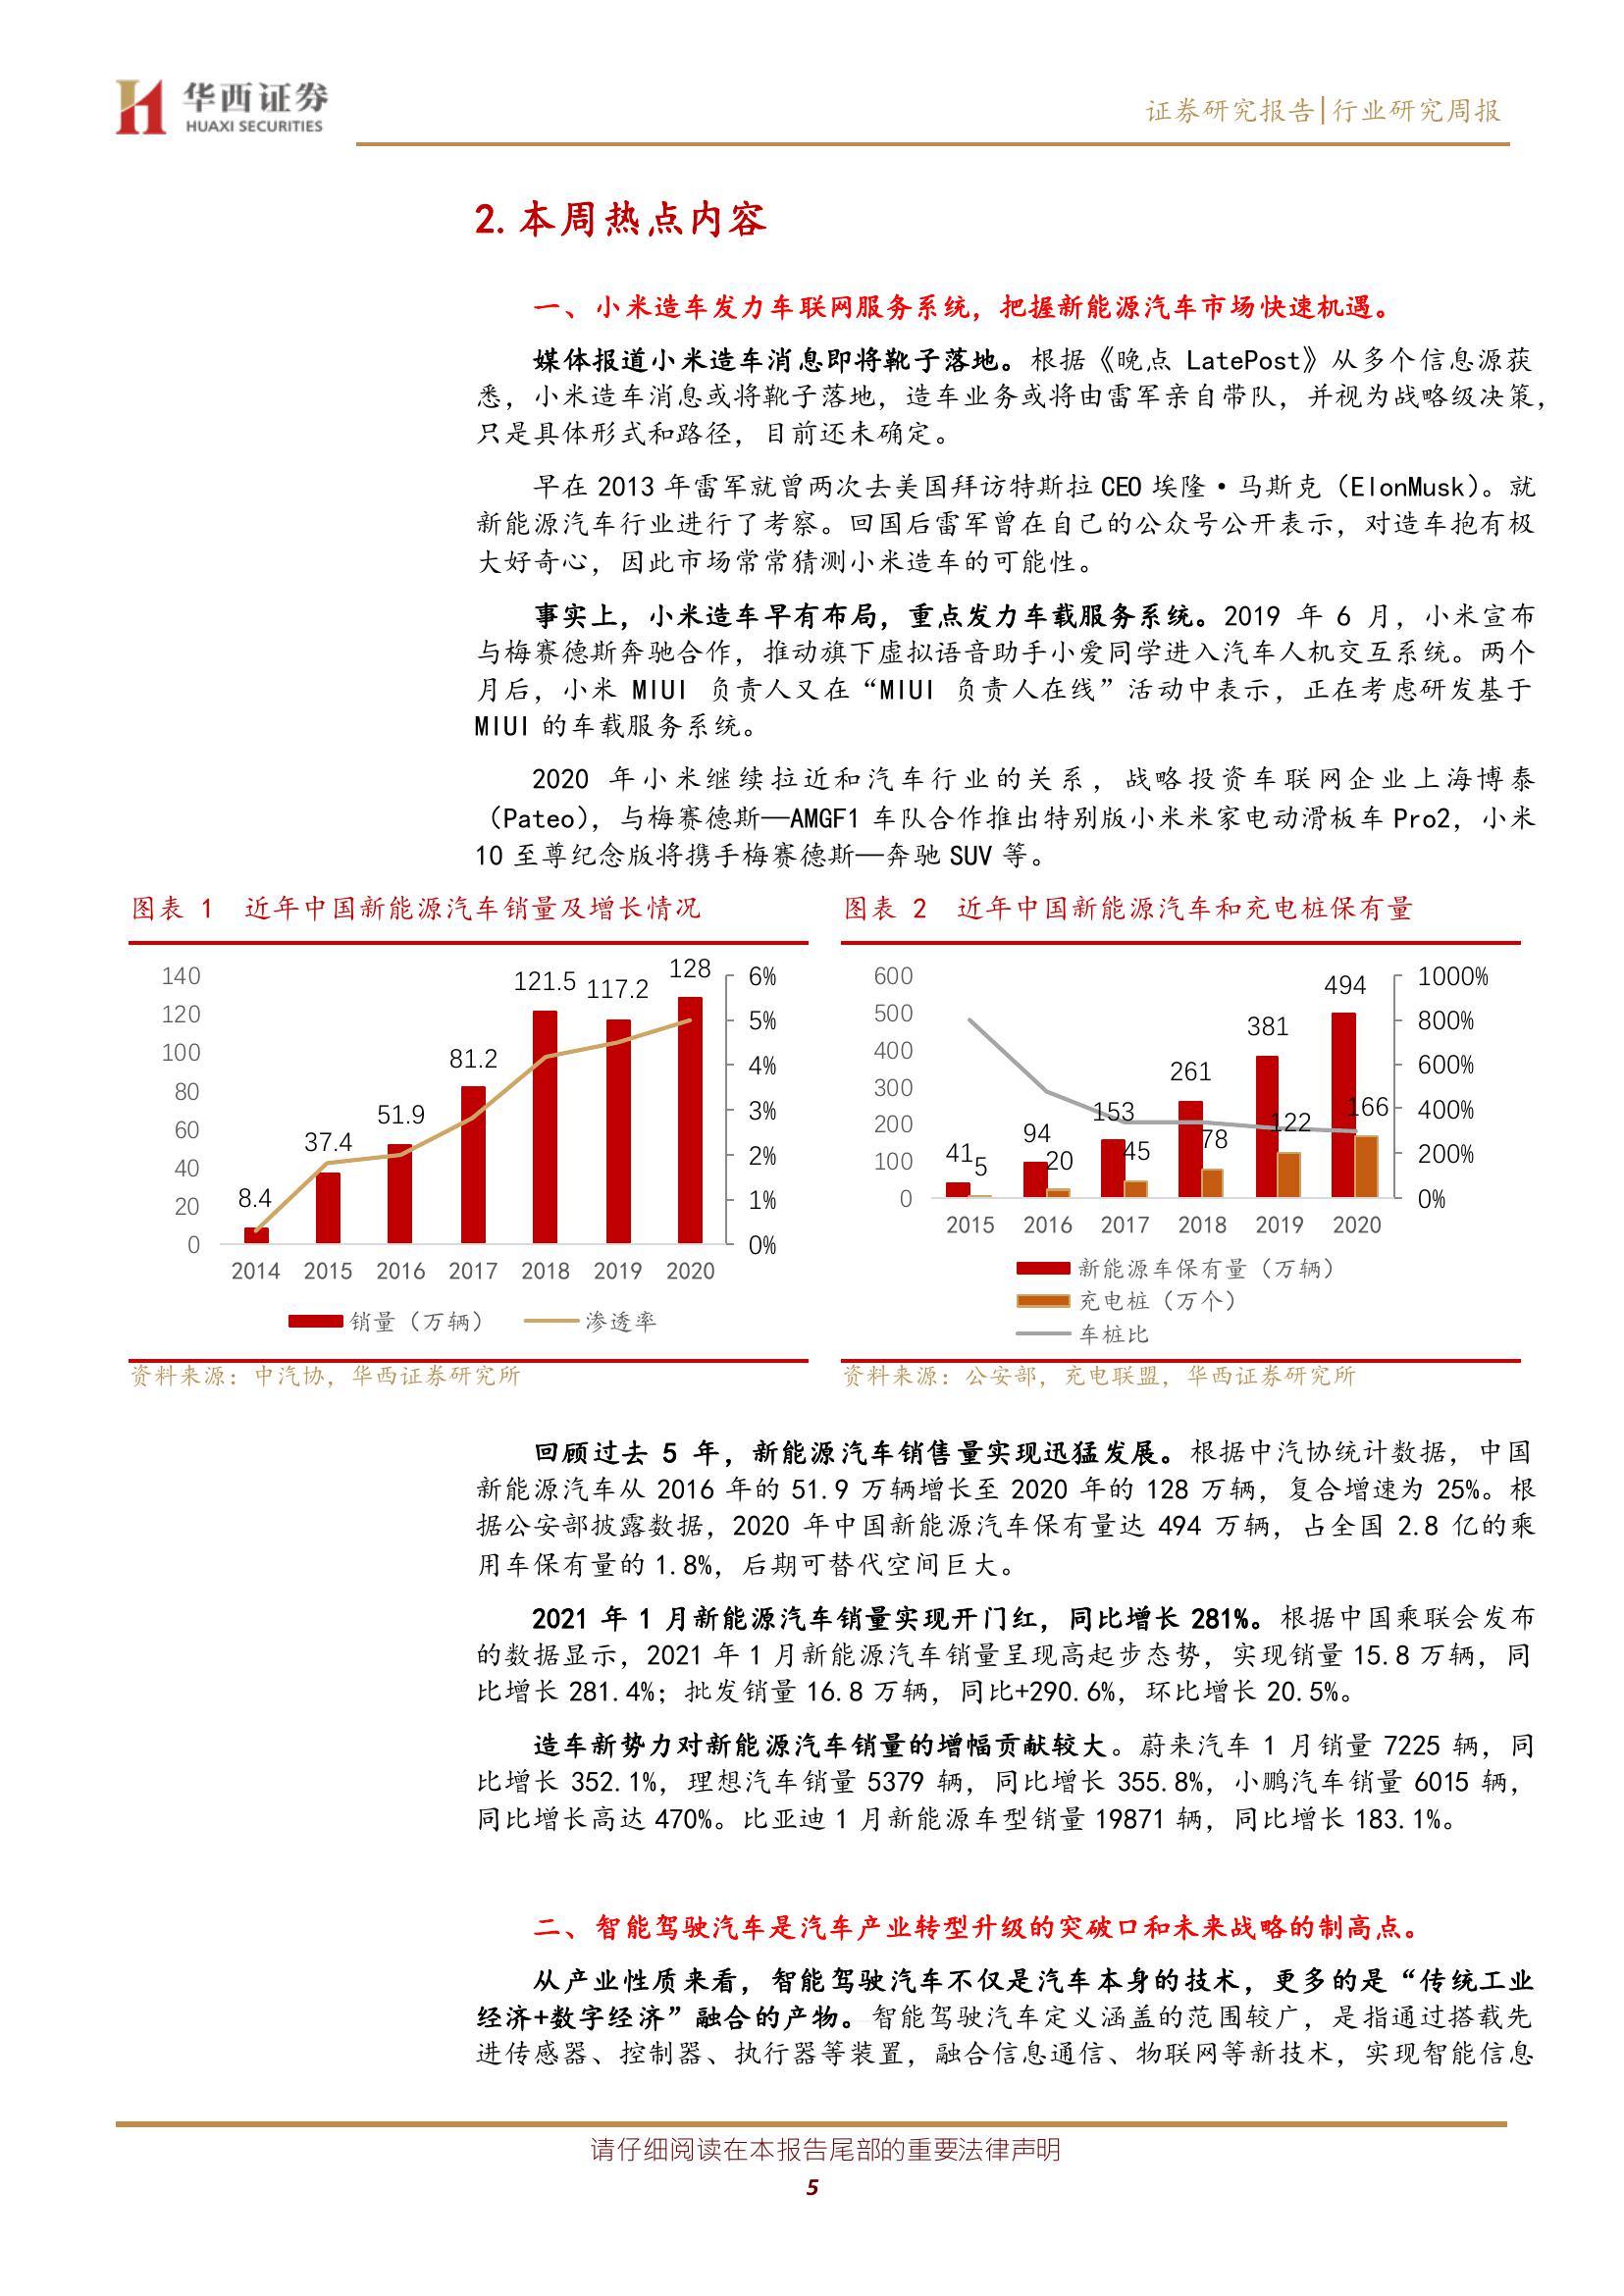 华西证券
HUAXI SECURITIES
证券研究报告|行业研究周报
2.本周热点内容
一、小米造车发力车联网服务系统，把握新能源汽车市场快速机遇。
媒体报道小米造车消息即将靴子落地。根据《晚点 LatePost》从多个信息源获
悉，小米造车消息或将靴子落地，造车业务或将由雷军亲自带队，并视为战略级决策，
只是具体形式和路径，目前还未确定。
早在 2013 年雷军就曾两次去美国拜访特斯拉 CEO 埃隆·马斯克（ElonMusk）。就
新能源汽车行业进行了考察。回国后雷军曾在自己的公众号公开表示，对造车抱有极
大好奇心，因此市场常常猜测小米造车的可能性。
事实上，小米造车早有布局，重点发力车载服务系统。2019 年 6 月，小米宣布
与梅赛德斯奔驰合作，推动旗下虚拟语音助手小爱同学进入汽车人机交互系统。两个
月后，小米 MIUI 负责人又在“MIUI 负责人在线”活动中表示，正在考虑研发基于
MIUI 的车载服务系统。
2020 年小米继续拉近和汽车行业的关系，战略投资车联网企业上海博泰
（Pateo），与梅赛德斯—AMGF1 车队合作推出特别版小米米家电动滑板车 Pro2，小米
10 至尊纪念版将携手梅赛德斯—奔驰 SUV 等。
图表 1 近年中国新能源汽车销量及增长情况
140
120
100
80
60
40
20
0
8.4
37.4
51.9
81.2
121.5
117.2
128
6%
5%
4%
3%
2%
1%
0%
2014 2015 2016 2017 2018 2019 2020
销量（万辆） 渗透率
资料来源：中汽协，华西证券研究所
图表 2 近年中国新能源汽车和充电桩保有量
600
500
400
300
200
100
0
41
5
94
20
153
45
261
78
381
122
494
166
1000%
800%
600%
400%
200%
0%
2015 2016 2017 2018 2019 2020
新能源车保有量（万辆）
充电桩（万个）
车桩比
资料来源：公安部，充电联盟，华西证券研究所
回顾过去 5 年，新能源汽车销售量实现迅猛发展。根据中汽协统计数据，中国
新能源汽车从 2016 年的 51.9 万辆增长至 2020 年的 128 万辆，复合增速为 25%。根
据公安部披露数据，2020 年中国新能源汽车保有量达 494 万辆，占全国 2.8 亿的乘
用车保有量的 1.8%，后期可替代空间巨大。
2021 年 1 月新能源汽车销量实现开门红，同比增长 281%。根据中国乘联会发布
的数据显示，2021 年 1 月新能源汽车销量呈现高起步态势，实现销量 15.8 万辆，同
比增长 281.4%；批发销量 16.8 万辆，同比+290.6%，环比增长 20.5%。
造车新势力对新能源汽车销量的增幅贡献较大。蔚来汽车 1 月销量 7225 辆，同
比增长 352.1%，理想汽车销量 5379 辆，同比增长 355.8%，小鹏汽车销量 6015 辆，
同比增长高达 470%。比亚迪 1 月新能源车型销量 19871 辆，同比增长 183.1%。
二、智能驾驶汽车是汽车产业转型升级的突破口和未来战略的制高点。
从产业性质来看，智能驾驶汽车不仅是汽车本身的技术，更多的是“传统工业
经济+数字经济”融合的产物。智能驾驶汽车定义涵盖的范围较广，是指通过搭载先
进传感器、控制器、执行器等装置，融合信息通信、物联网等新技术，实现智能信息
请仔细阅读在本报告尾部的重要法律声明
5